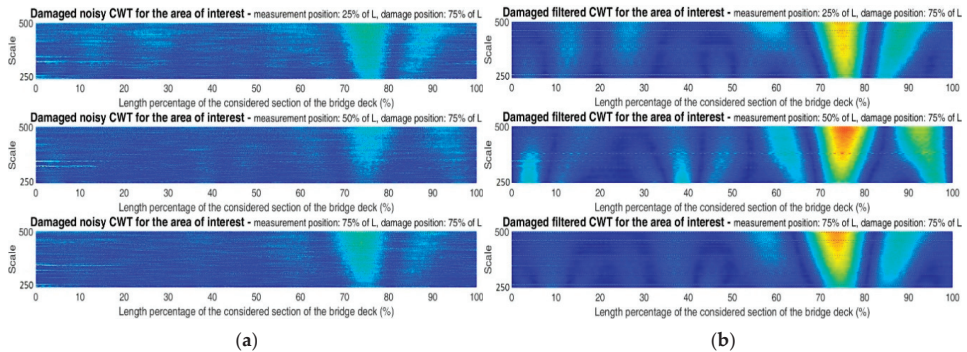 Damaged noisy CWT for the area of interest - measurement position: 25% of L, damage position: 75% of L
500
Scale
250
0 10 20 30 40 50 60 70 80 90 100
Length percentage of the considered section of the bridge deck (%)
Damaged noisy CWT for the area of interest - measurement position: 50% of L, damage position: 75% of L
500
Scale
250
0 10 20 30 40 50 60 70 80 90 100
Length percentage of the considered section of the bridge deck (%)
Damaged noisy CWT for the area of interest - measurement position: 75% of L, damage position: 75% of L
500
Scale
250
0 10 20 30 40 50 60 70 80 90 100
Length percentage of the considered section of the bridge deck (%)
(a)
Damaged filtered CWT for the area of interest - measurement position: 25% of L, damage position: 75% of L
500
Scale
250
0 10 20 30 40 50 60 70 80 90 100
Length percentage of the considered section of the bridge deck (%)
Damaged filtered CWT for the area of interest - measurement position: 50% of L, damage position: 75% of L
500
Scale
250
0 10 20 30 40 50 60 70 80 90 100
Length percentage of the considered section of the bridge deck (%)
Damaged filtered CWT for the area of interest - measurement position: 75% of L, damage position: 75% of L
500
Scale
250
0 10 20 30 40 50 60 70 80 90 100
Length percentage of the considered section of the bridge deck (%)
(b)